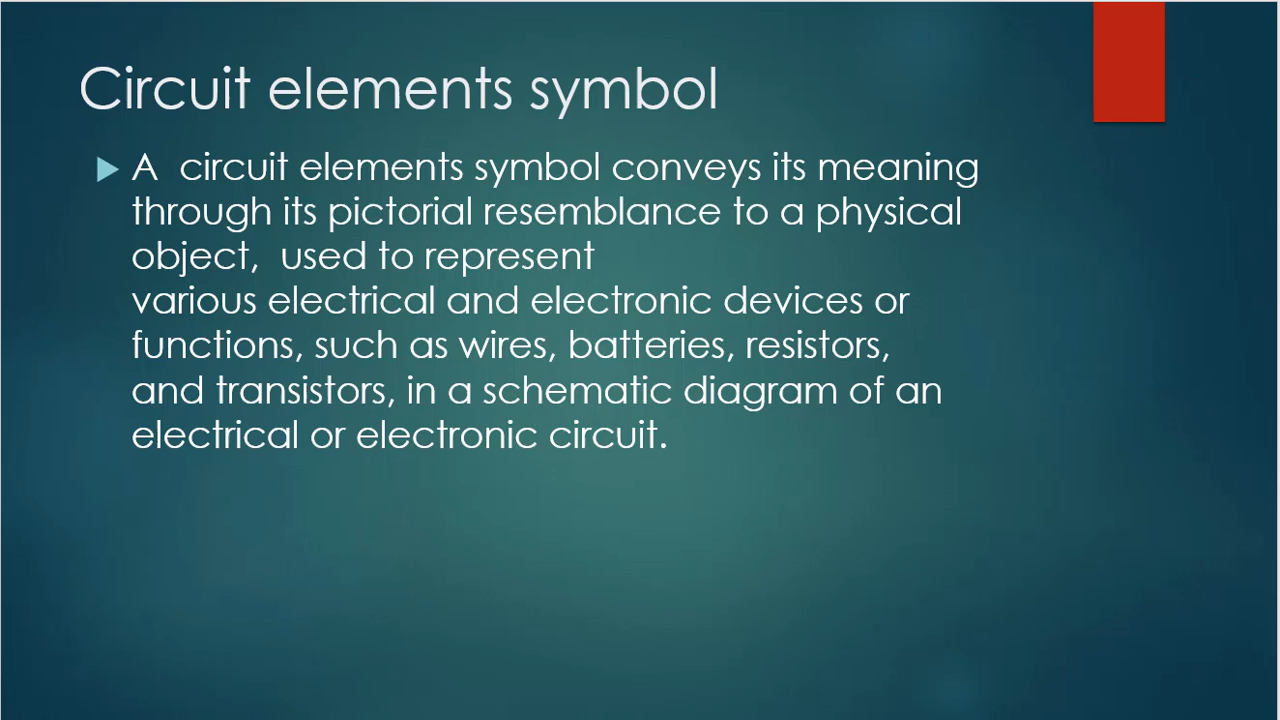 Circuit elements symbol
A  circuit elements symbol conveys its meaning
through its pictorial resemblance to a physical
object,  used to represent
various electrical and electronic devices or
functions, such as wires, batteries, resistors,
and transistors, in a schematic diagram of an
electrical or electronic circuit.